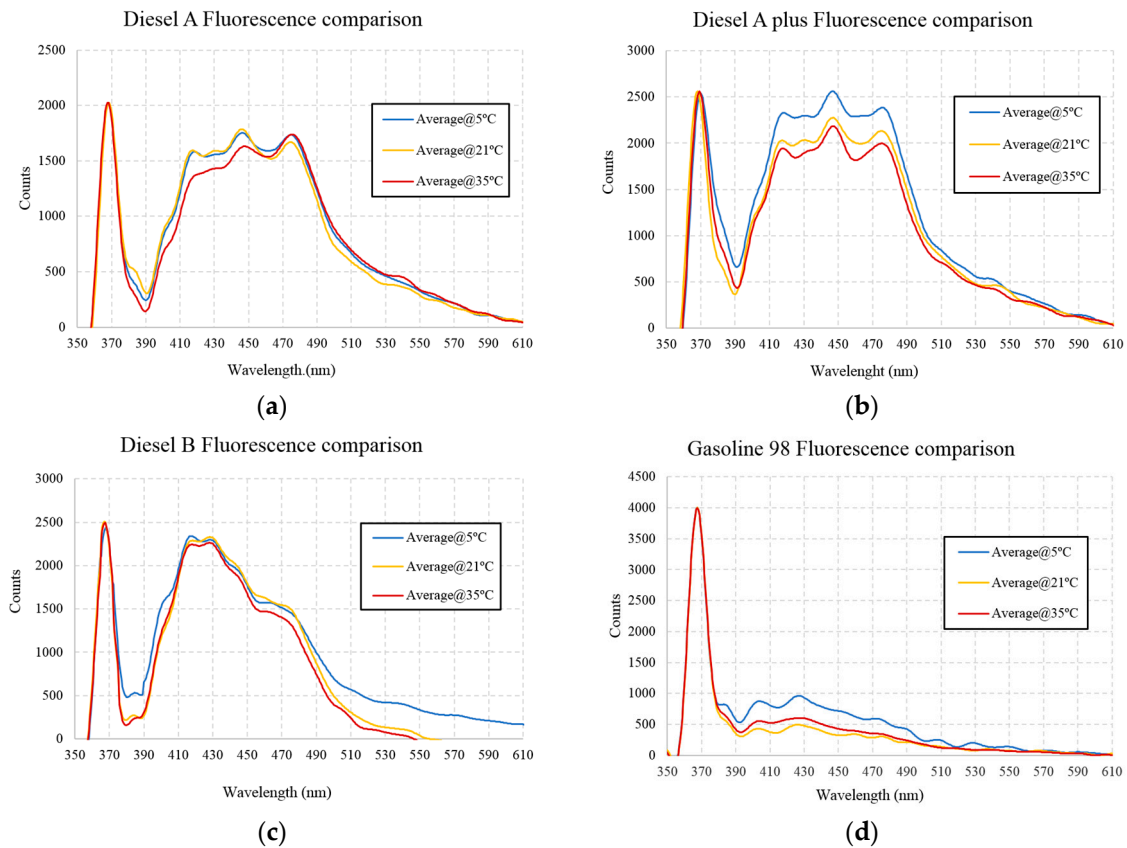 Diesel A Fluorescence comparison
2500
2000
1500
1000
500
0
Counts
350 370 390 410 430 450 470 490 510 530 550 570 590 610
Wavelength.(nm)
Average@5ºC
Average@21ºC
Average@35ºC
(a)
Diesel A plus Fluorescence comparison
3000
2500
2000
1500
1000
500
0
Counts
350 370 390 410 430 450 470 490 510 530 550 570 590 610
Wavelenght (nm)
Average@5ºC
Average@21ºC
Average@35ºC
(b)
Diesel B Fluorescence comparison
3000
2500
2000
1500
1000
500
0
Counts
350 370 390 410 430 450 470 490 510 530 550 570 590 610
Wavelength (nm)
Average@5ºC
Average@21ºC
Average@35ºC
(c)
Gasoline 98 Fluorescence comparison
4500
4000
3500
3000
2500
2000
1500
1000
500
0
Counts
350 370 390 410 430 450 470 490 510 530 550 570 590 610
Wavelength (nm)
Average@5ºC
Average@21ºC
Average@35ºC
(d)